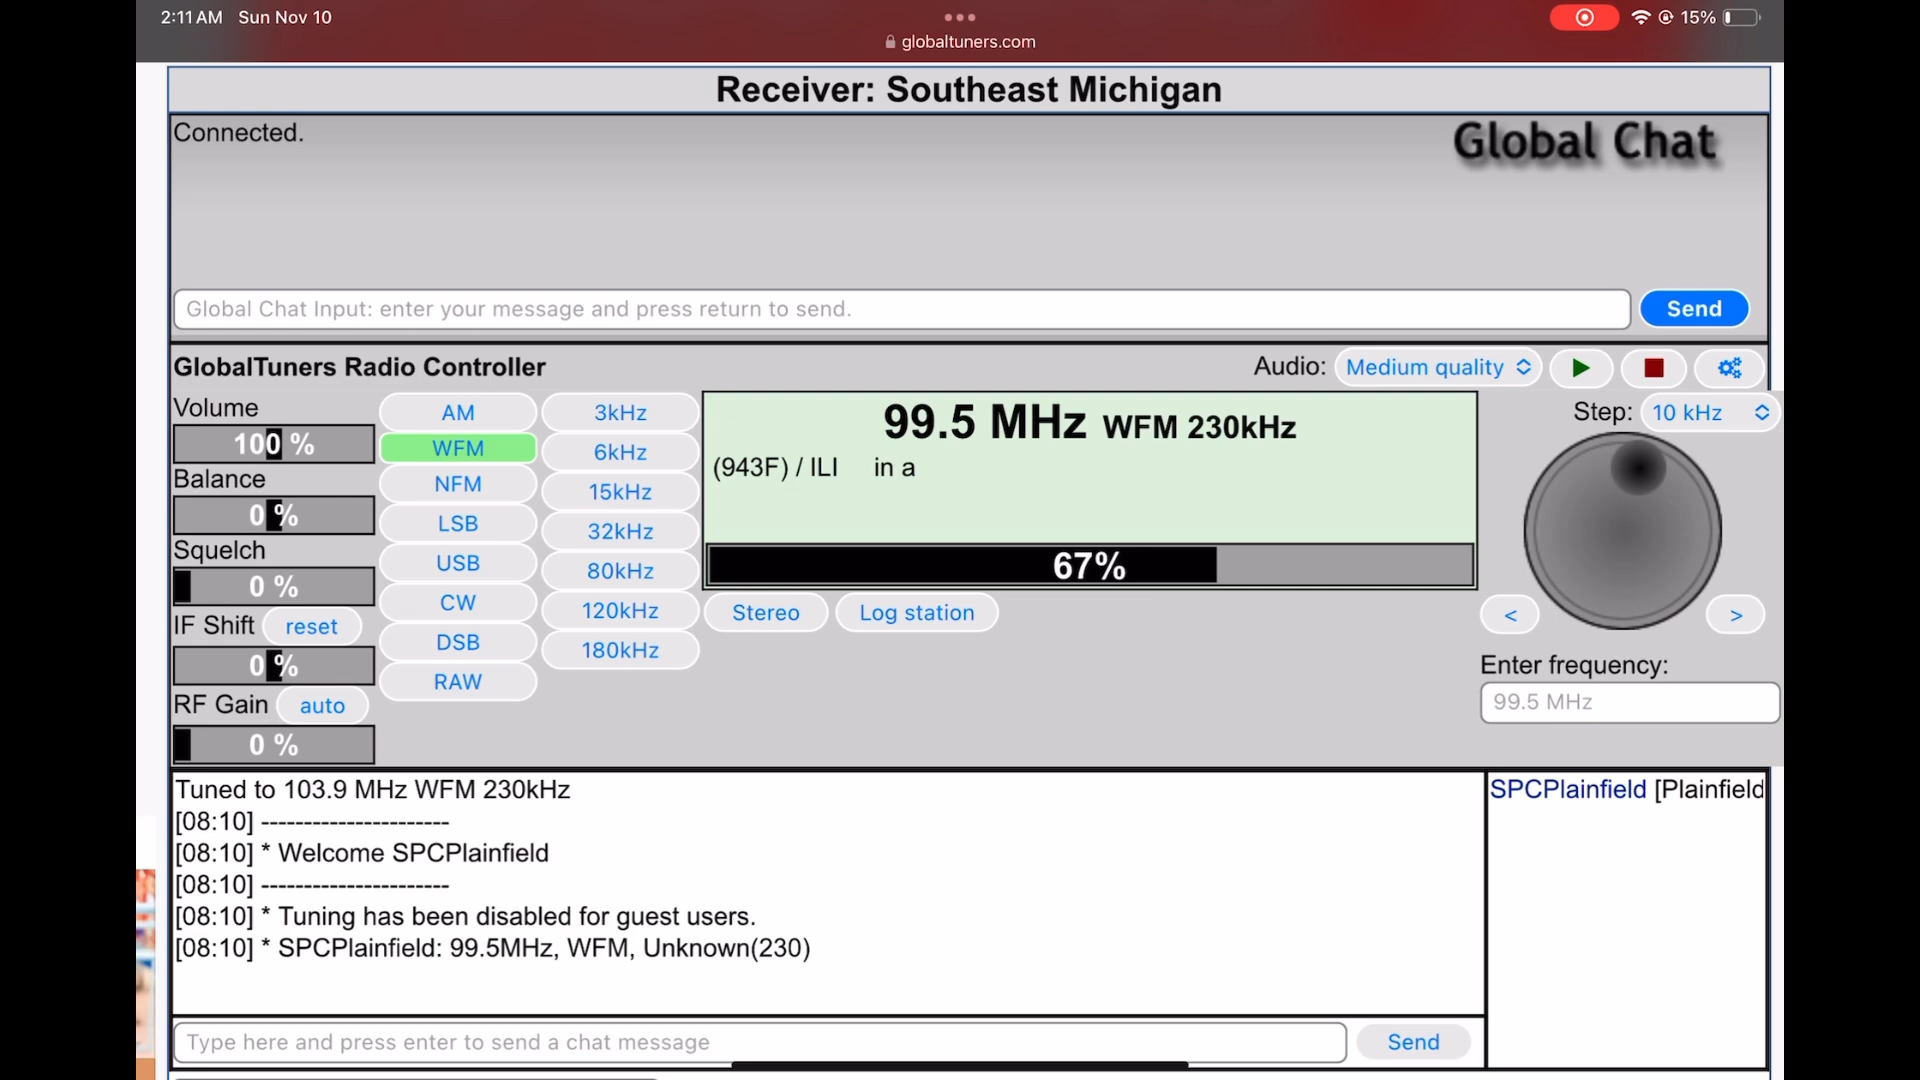 2:11 AM Sun Nov 10
15%
globaltuners.com
Receiver: Southeast Michigan
Connected.
Global Chat
Global Chat Input: enter your message and press return to send.
Send
GlobalTuners Radio Controller
Audio: Medium quality
Volume
100 %
Balance
0 %
Squelch
0 %
IF Shift reset
0 %
RF Gain auto
0 %
AM
WFM
NFM
LSB
USB
CW
DSB
RAW
3kHz
6kHz
15kHz
32kHz
80kHz
120kHz
180kHz
99.5 MHz WFM 230kHz
(943F) / ILI in a
67%
Stereo
Log station
Step: 10 kHz
<
>
Enter frequency:
99.5 MHz
Tuned to 103.9 MHz WFM 230kHz
[08:10] ----------------------
[08:10] * Welcome SPCPlainfield
[08:10] ----------------------
[08:10] * Tuning has been disabled for guest users.
[08:10] * SPCPlainfield: 99.5MHz, WFM, Unknown(230)
SPCPlainfield [Plainfield
Type here and press enter to send a chat message
Send